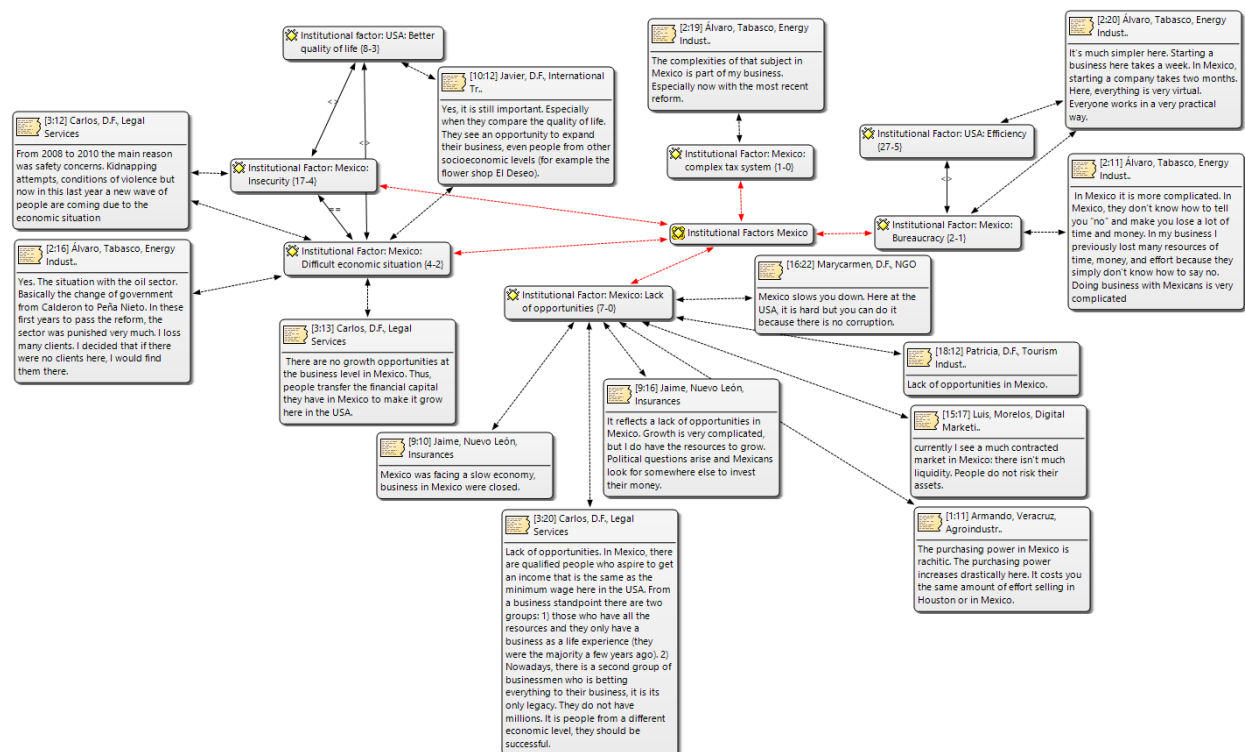 Institutional factor: USA: Better
quality of life {8-3}
[2:19] Álvaro, Tabasco, Energy
Indust..
The complexities of that subject in
Mexico is part of my business.
Especially now with the most recent
reform.
[2:20] Álvaro, Tabasco, Energy
Indust..
It's much simpler here. Starting a
business here takes a week. In Mexico,
starting a company takes two months.
Here, everything is very virtual.
Everyone works in a very practical
way.
[10:12] Javier, D.F., International
Tr..
Yes, it is still important. Especially
when they compare the quality of life.
They see an opportunity to expand
their business, even people from other
socioeconomic levels (for example the
flower shop El Deseo).
<>
<>
[3:12] Carlos, D.F., Legal
Services
From 2008 to 2010 the main reason
was safety concerns. Kidnapping
attempts, conditions of violence but
now in this last year a new wave of
people are coming due to the
economic situation
Institutional Factor: USA: Efficiency
{27-5}
Institutional Factor: Mexico:
Insecurity {17-4}
Institutional Factor: Mexico:
complex tax system {1-0}
<>
[2:11] Álvaro, Tabasco, Energy
Indust..
In Mexico it is more complicated. In
Mexico, they don't know how to tell
you "no" and make you lose a lot of
time and money. In my business I
previously lost many resources of
time, money, and effort because they
simply don't know how to say no.
Doing business with Mexicans is very
complicated
==
Institutional Factors Mexico
Institutional Factor: Mexico:
Bureaucracy {2-1}
[2:16] Álvaro, Tabasco, Energy
Indust..
Yes. The situation with the oil sector.
Basically the change of government
from Calderon to Peña Nieto. In these
first years to pass the reform, the
sector was punished very much. I loss
many clients. I decided that if there
were no clients here, I would find
them there.
Institutional Factor: Mexico:
Difficult economic situation {4-2}
Institutional Factor: Mexico: Lack
of opportunities {7-0}
[16:22] Marycarmen, D.F., NGO
Mexico slows you down. Here at the
USA, it is hard but you can do it
because there is no corruption.
[3:13] Carlos, D.F., Legal
Services
There are no growth opportunities at
the business level in Mexico. Thus,
people transfer the financial capital
they have in Mexico to make it grow
here in the USA.
[18:12] Patricia, D.F., Tourism
Indust..
Lack of opportunities in Mexico.
[9:16] Jaime, Nuevo León,
Insurances
It reflects a lack of opportunities in
Mexico. Growth is very complicated,
but I do have the resources to grow.
Political questions arise and Mexicans
look for somewhere else to invest
their money.
[15:17] Luis, Morelos, Digital
Marketi..
currently I see a much contracted
market in Mexico: there isn't much
liquidity. People do not risk their
assets.
[9:10] Jaime, Nuevo León,
Insurances
Mexico was facing a slow economy,
business in Mexico were closed.
[3:20] Carlos, D.F., Legal
Services
Lack of opportunities. In Mexico, there
are qualified people who aspire to get
an income that is the same as the
minimum wage here in the USA. From
a business standpoint there are two
groups: 1) those who have all the
resources and they only have a
business as a life experience (they
were the majority a few years ago). 2)
Nowadays, there is a second group of
businessmen who is betting
everything to their business, it is its
only legacy. They do not have
millions. It is people from a different
economic level, they should be
successful.
[1:11] Armando, Veracruz,
Agroindustr..
The purchasing power in Mexico is
rachitic. The purchasing power
increases drastically here. It costs you
the same amount of effort selling in
Houston or in Mexico.